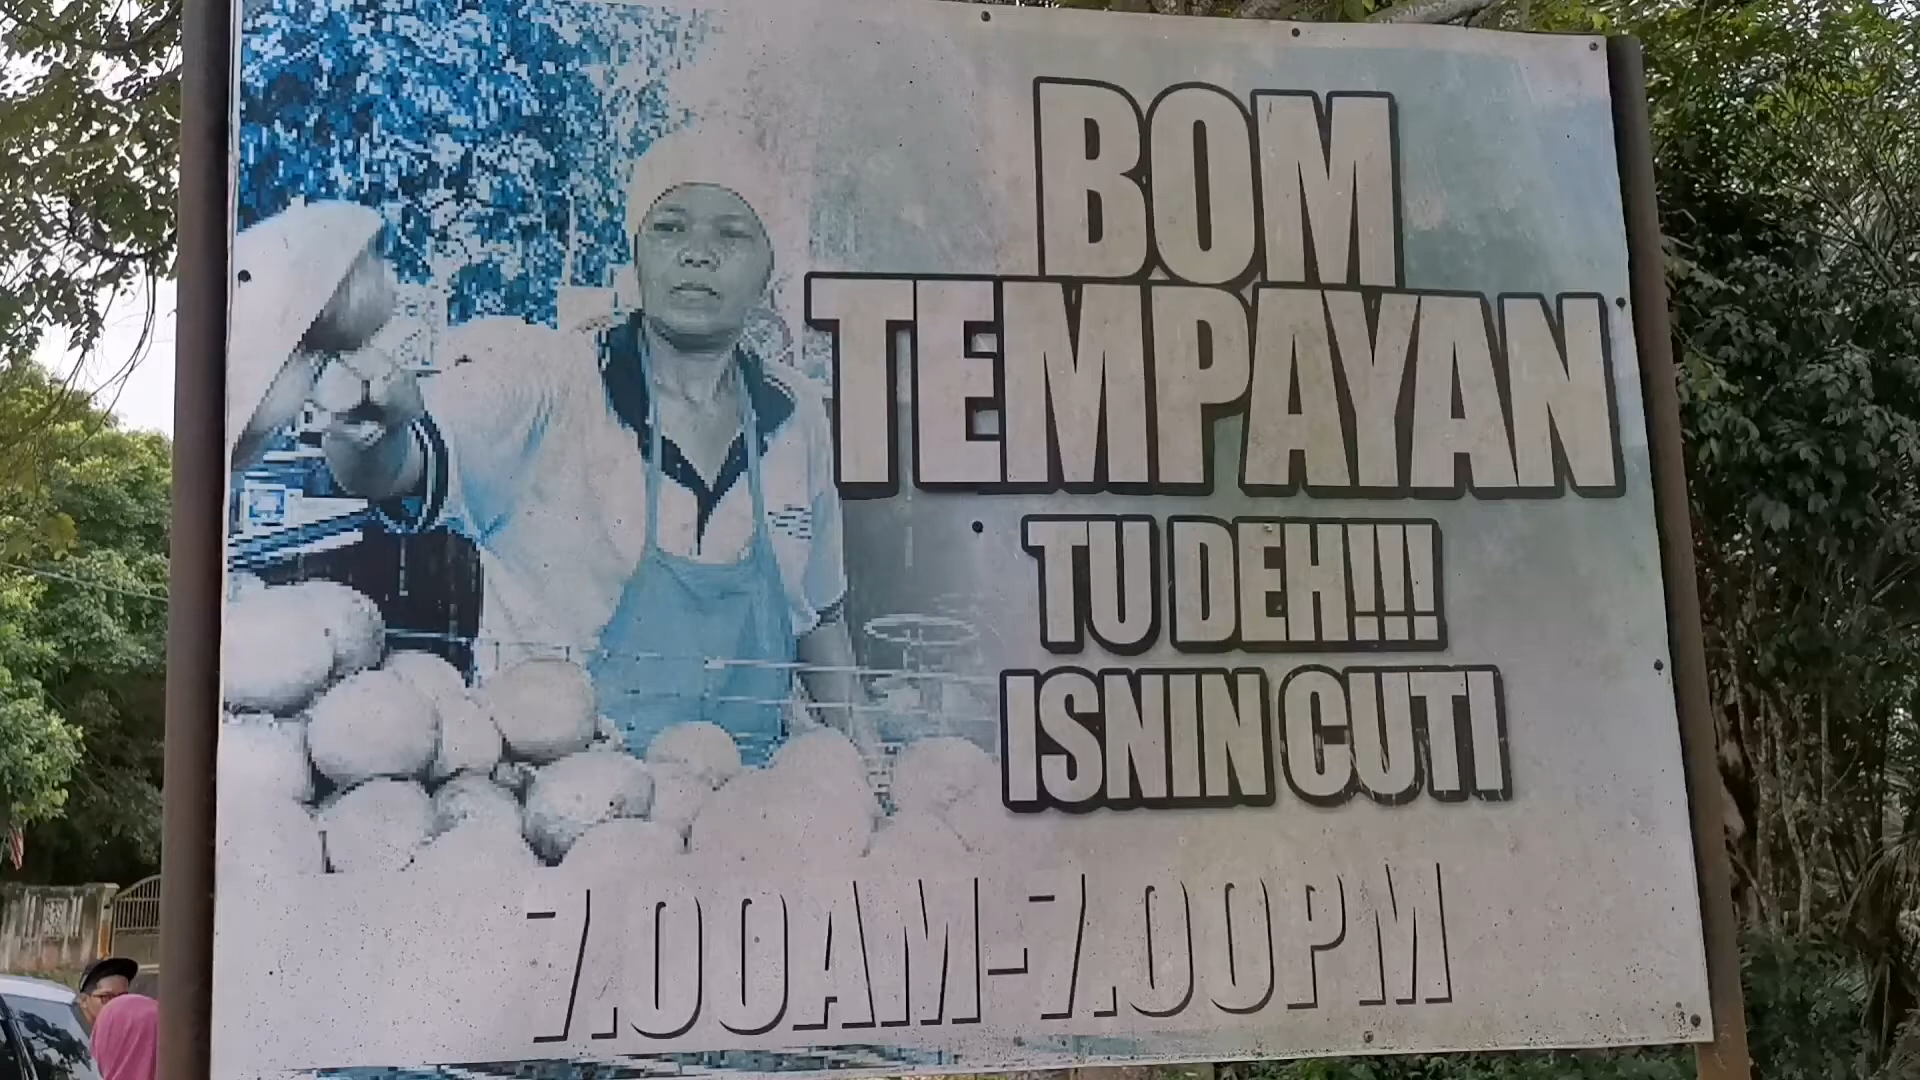 BOM
TEMPAYAN
TU DEH!!!
ISNIN CUTI
7.00AM-7.00PM